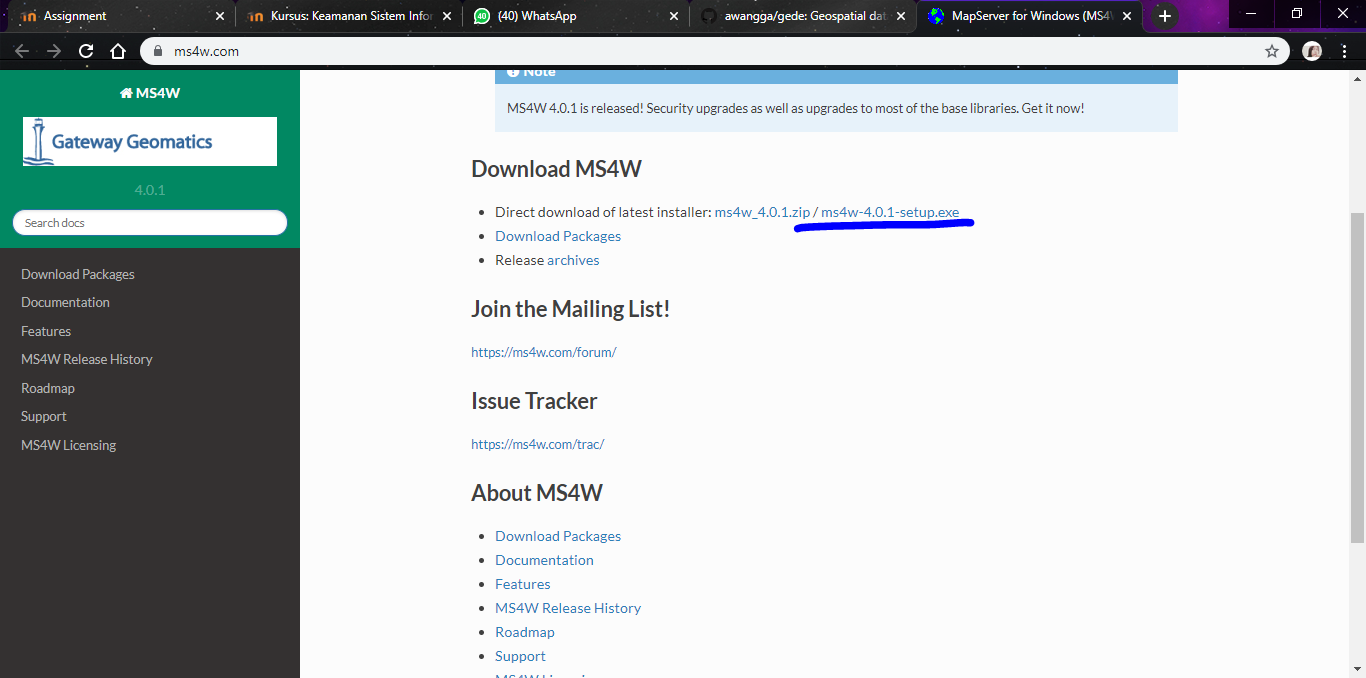 Assignment
Kursus: Keamanan Sistem Infor
40 (40) WhatsApp
awangga/gede: Geospatial dat
MapServer for Windows (MS4W
ms4w.com
MS4W
Gateway Geomatics
4.0.1
Search docs
Download Packages
Documentation
Features
MS4W Release History
Roadmap
Support
MS4W Licensing
Note
MS4W 4.0.1 is released! Security upgrades as well as upgrades to most of the base libraries. Get it now!
Download MS4W
Direct download of latest installer: ms4w_4.0.1.zip / ms4w-4.0.1-setup.exe
Download Packages
Release archives
Join the Mailing List!
https://ms4w.com/forum/
Issue Tracker
https://ms4w.com/trac/
About MS4W
Download Packages
Documentation
Features
MS4W Release History
Roadmap
Support